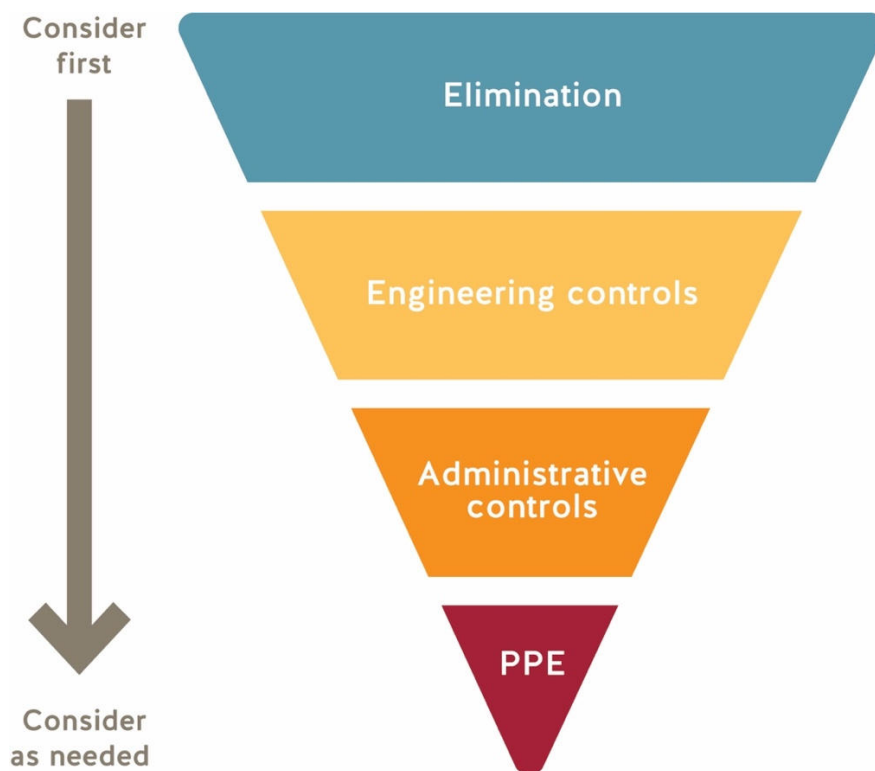 Consider
first
Elimination
Engineering controls
Administrative
controls
PPE
Consider
as needed